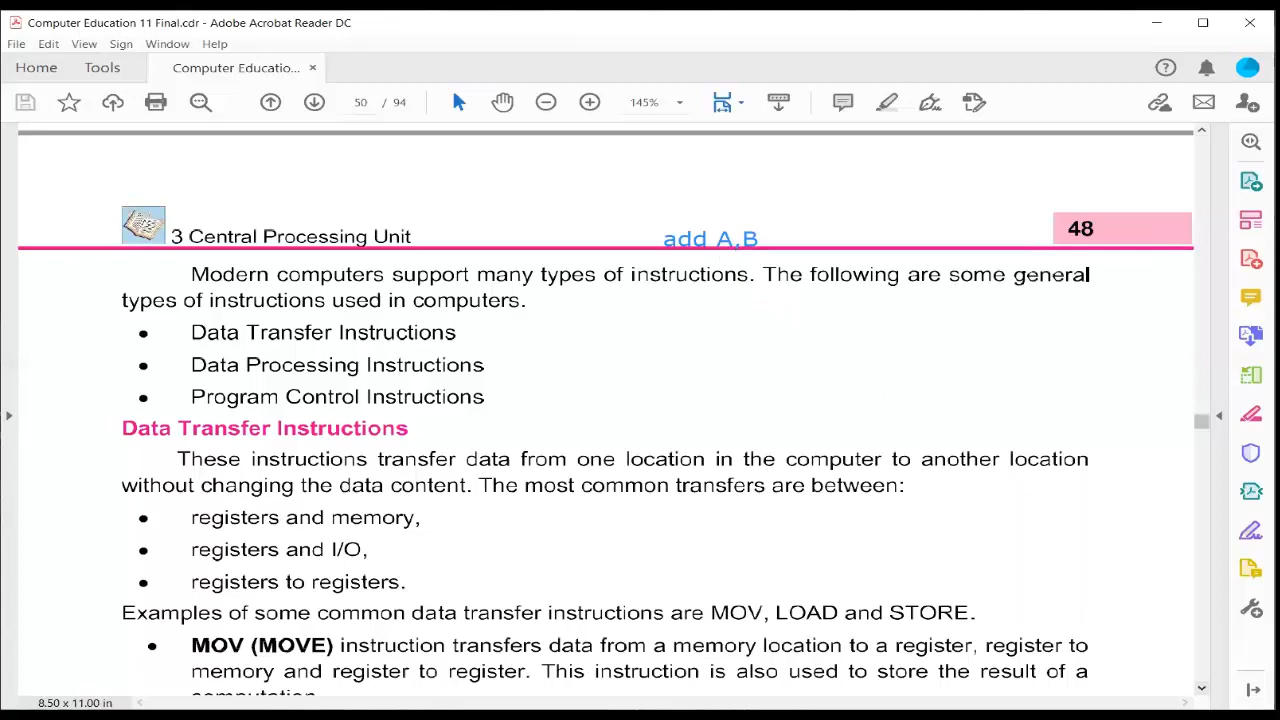 Computer Education 11 Final.cdr - Adobe Acrobat Reader DC
File Edit View Sign Window Help
Home Tools Computer Educatio... ×
50 / 94 145%
3 Central Processing Unit add A,B 48
Modern computers support many types of instructions. The following are some general
types of instructions used in computers.
• Data Transfer Instructions
• Data Processing Instructions
• Program Control Instructions
Data Transfer Instructions
These instructions transfer data from one location in the computer to another location
without changing the data content. The most common transfers are between:
• registers and memory,
• registers and I/O,
• registers to registers.
Examples of some common data transfer instructions are MOV, LOAD and STORE.
• MOV (MOVE) instruction transfers data from a memory location to a register, register to
memory and register to register. This instruction is also used to store the result of a
computation
8.50 x 11.00 in